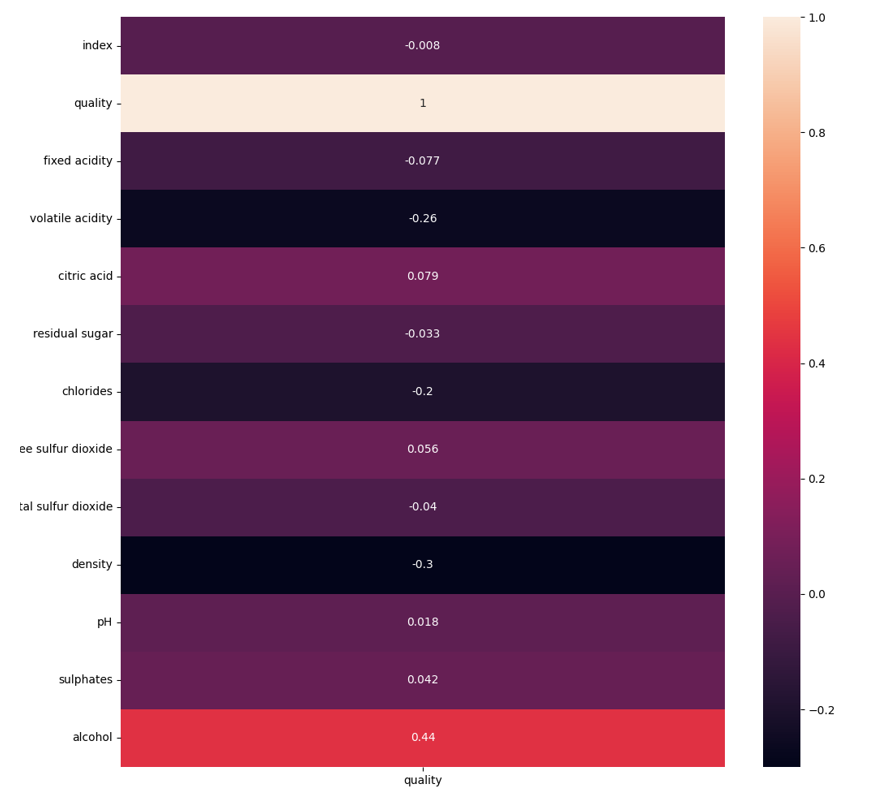 index -0.008
quality 1
fixed acidity -0.077
volatile acidity -0.26
citric acid 0.079
residual sugar -0.033
chlorides -0.2
ee sulfur dioxide 0.056
tal sulfur dioxide -0.04
density -0.3
pH 0.018
sulphates 0.042
alcohol 0.44
quality
1.0
0.8
0.6
0.4
0.2
0.0
−0.2